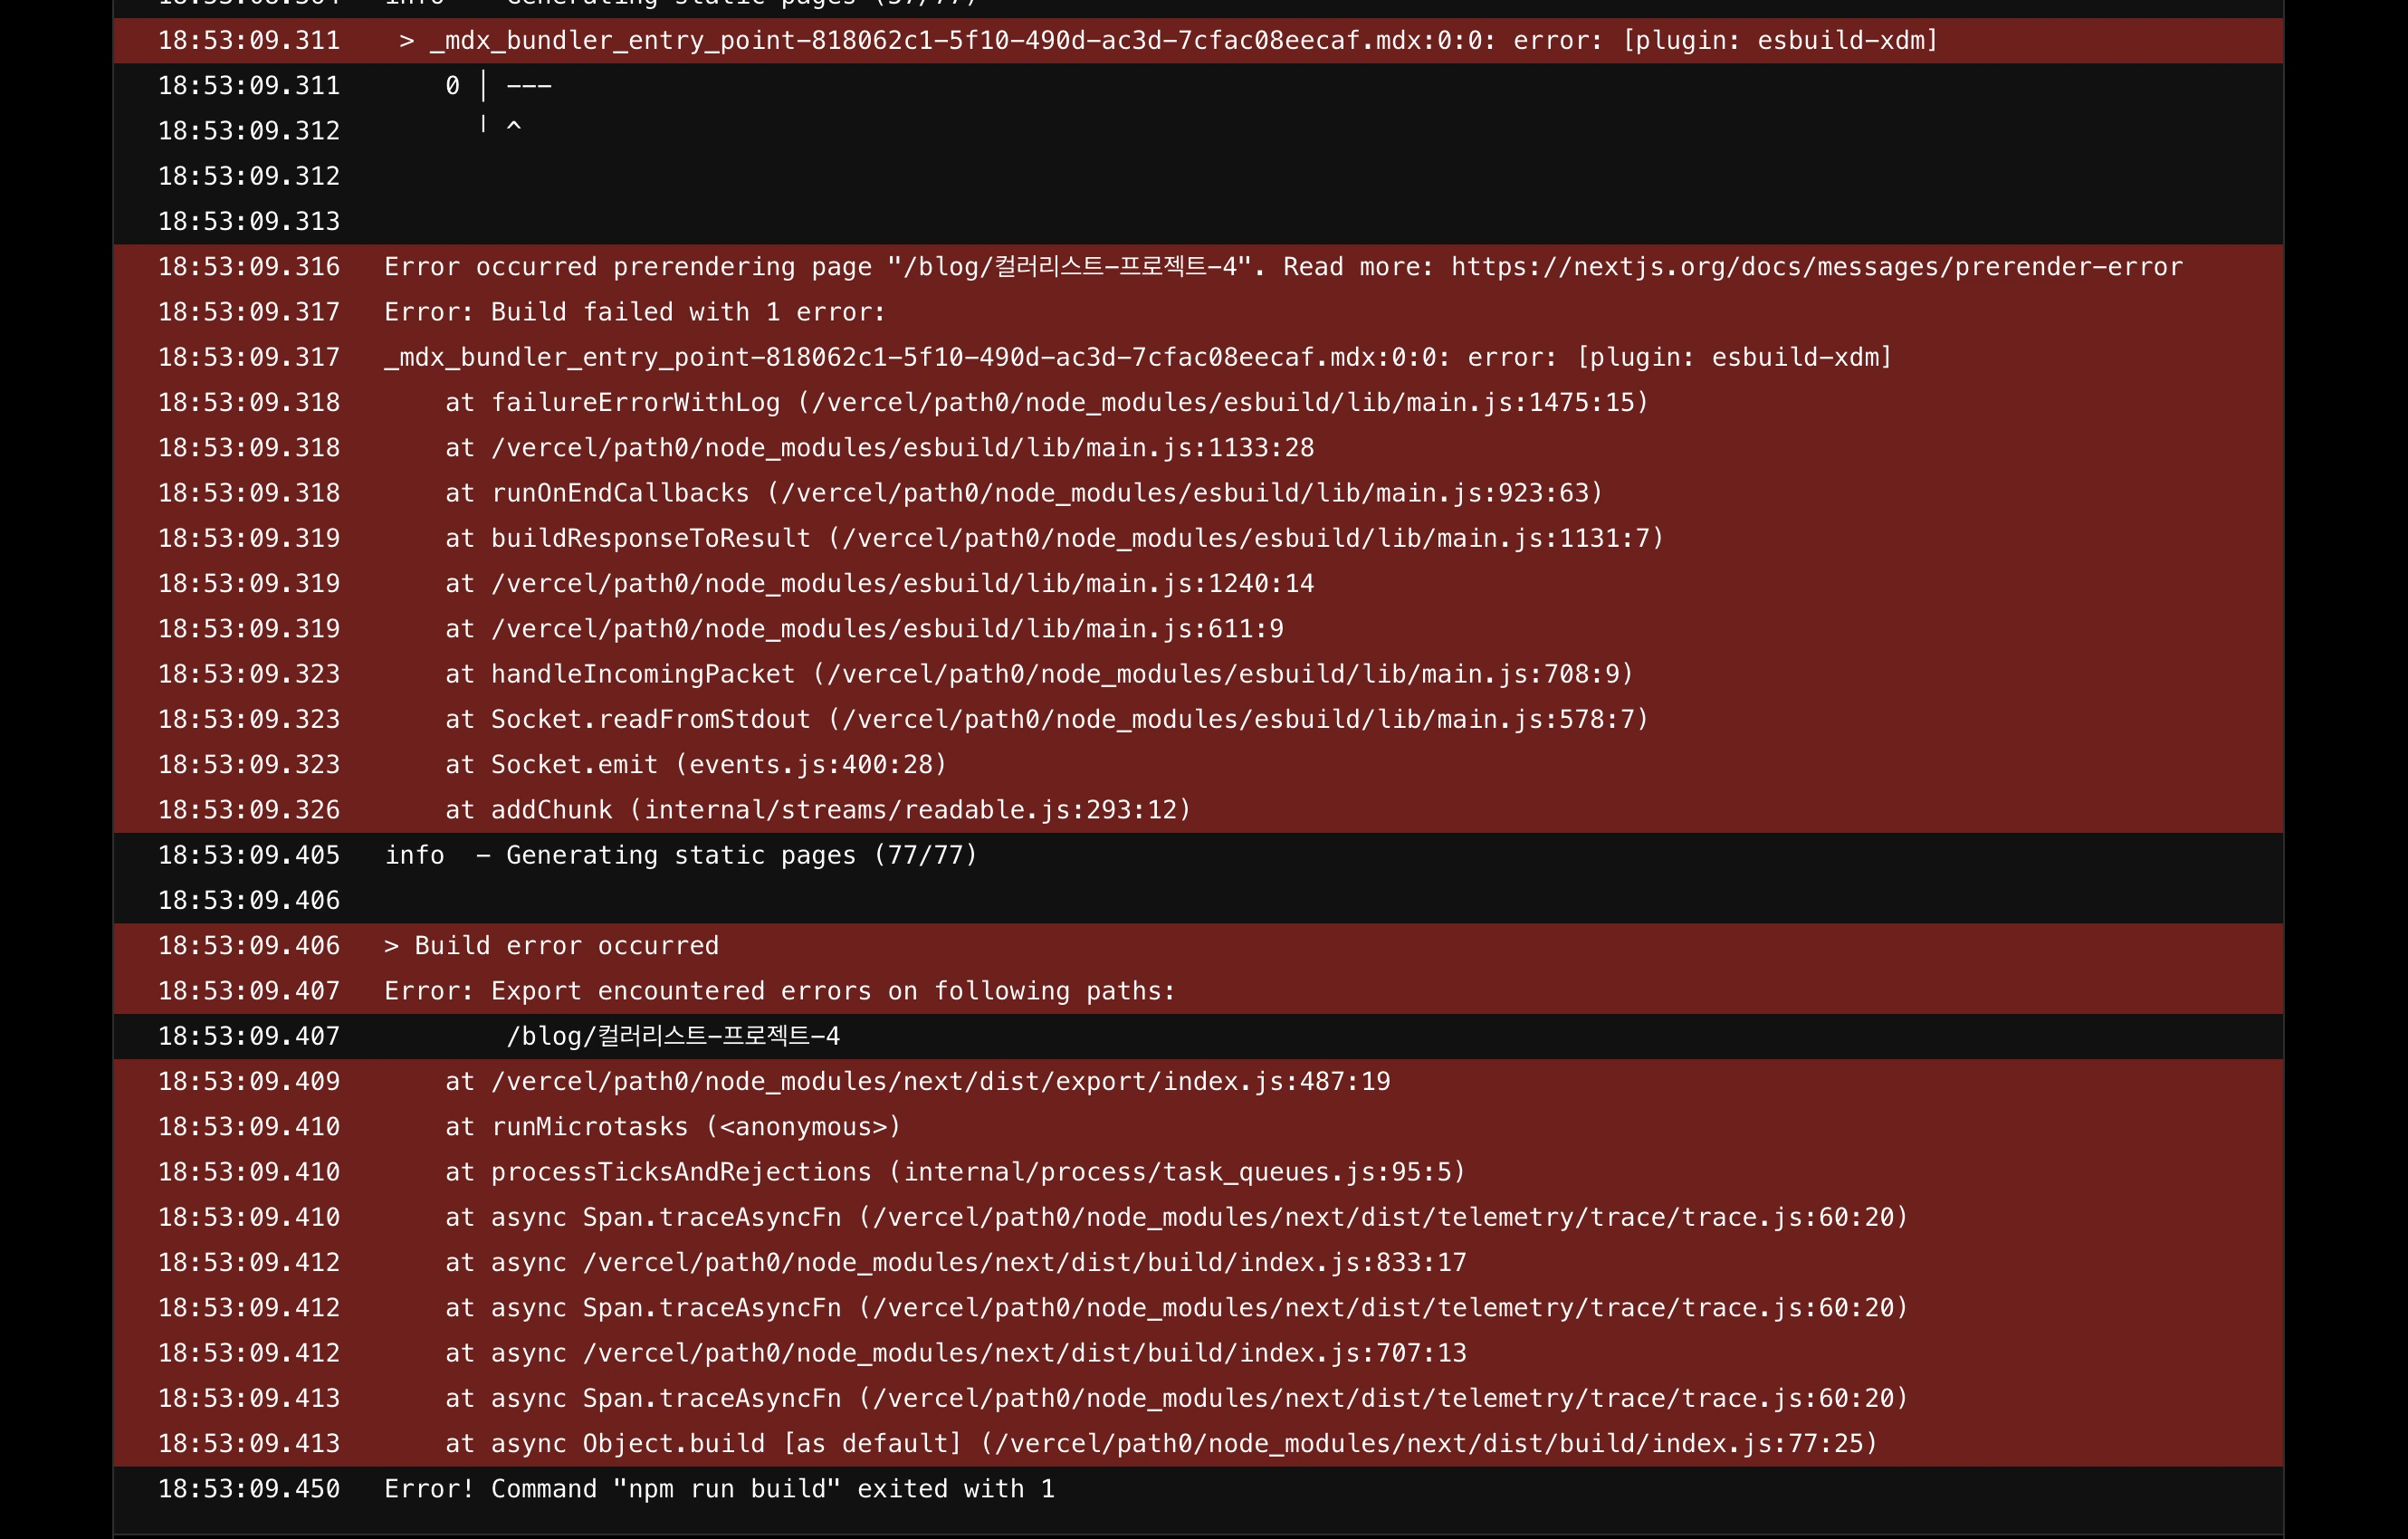 18:53:09.311 > _mdx_bundler_entry_point-818062c1-5f10-490d-ac3d-7cfac08eecaf.mdx:0:0: error: [plugin: esbuild-xdm]
18:53:09.311 0 │ ---
18:53:09.312 ╵ ^
18:53:09.312
18:53:09.313
18:53:09.316 Error occurred prerendering page "/blog/컬러리스트-프로젝트-4". Read more: https://nextjs.org/docs/messages/prerender-error
18:53:09.317 Error: Build failed with 1 error:
18:53:09.317 _mdx_bundler_entry_point-818062c1-5f10-490d-ac3d-7cfac08eecaf.mdx:0:0: error: [plugin: esbuild-xdm]
18:53:09.318 at failureErrorWithLog (/vercel/path0/node_modules/esbuild/lib/main.js:1475:15)
18:53:09.318 at /vercel/path0/node_modules/esbuild/lib/main.js:1133:28
18:53:09.318 at runOnEndCallbacks (/vercel/path0/node_modules/esbuild/lib/main.js:923:63)
18:53:09.319 at buildResponseToResult (/vercel/path0/node_modules/esbuild/lib/main.js:1131:7)
18:53:09.319 at /vercel/path0/node_modules/esbuild/lib/main.js:1240:14
18:53:09.319 at /vercel/path0/node_modules/esbuild/lib/main.js:611:9
18:53:09.323 at handleIncomingPacket (/vercel/path0/node_modules/esbuild/lib/main.js:708:9)
18:53:09.323 at Socket.readFromStdout (/vercel/path0/node_modules/esbuild/lib/main.js:578:7)
18:53:09.323 at Socket.emit (events.js:400:28)
18:53:09.326 at addChunk (internal/streams/readable.js:293:12)
18:53:09.405 info  - Generating static pages (77/77)
18:53:09.406
18:53:09.406 > Build error occurred
18:53:09.407 Error: Export encountered errors on following paths:
18:53:09.407 /blog/컬러리스트-프로젝트-4
18:53:09.409 at /vercel/path0/node_modules/next/dist/export/index.js:487:19
18:53:09.410 at runMicrotasks (<anonymous>)
18:53:09.410 at processTicksAndRejections (internal/process/task_queues.js:95:5)
18:53:09.410 at async Span.traceAsyncFn (/vercel/path0/node_modules/next/dist/telemetry/trace/trace.js:60:20)
18:53:09.412 at async /vercel/path0/node_modules/next/dist/build/index.js:833:17
18:53:09.412 at async Span.traceAsyncFn (/vercel/path0/node_modules/next/dist/telemetry/trace/trace.js:60:20)
18:53:09.412 at async /vercel/path0/node_modules/next/dist/build/index.js:707:13
18:53:09.413 at async Span.traceAsyncFn (/vercel/path0/node_modules/next/dist/telemetry/trace/trace.js:60:20)
18:53:09.413 at async Object.build [as default] (/vercel/path0/node_modules/next/dist/build/index.js:77:25)
18:53:09.450 Error! Command "npm run build" exited with 1